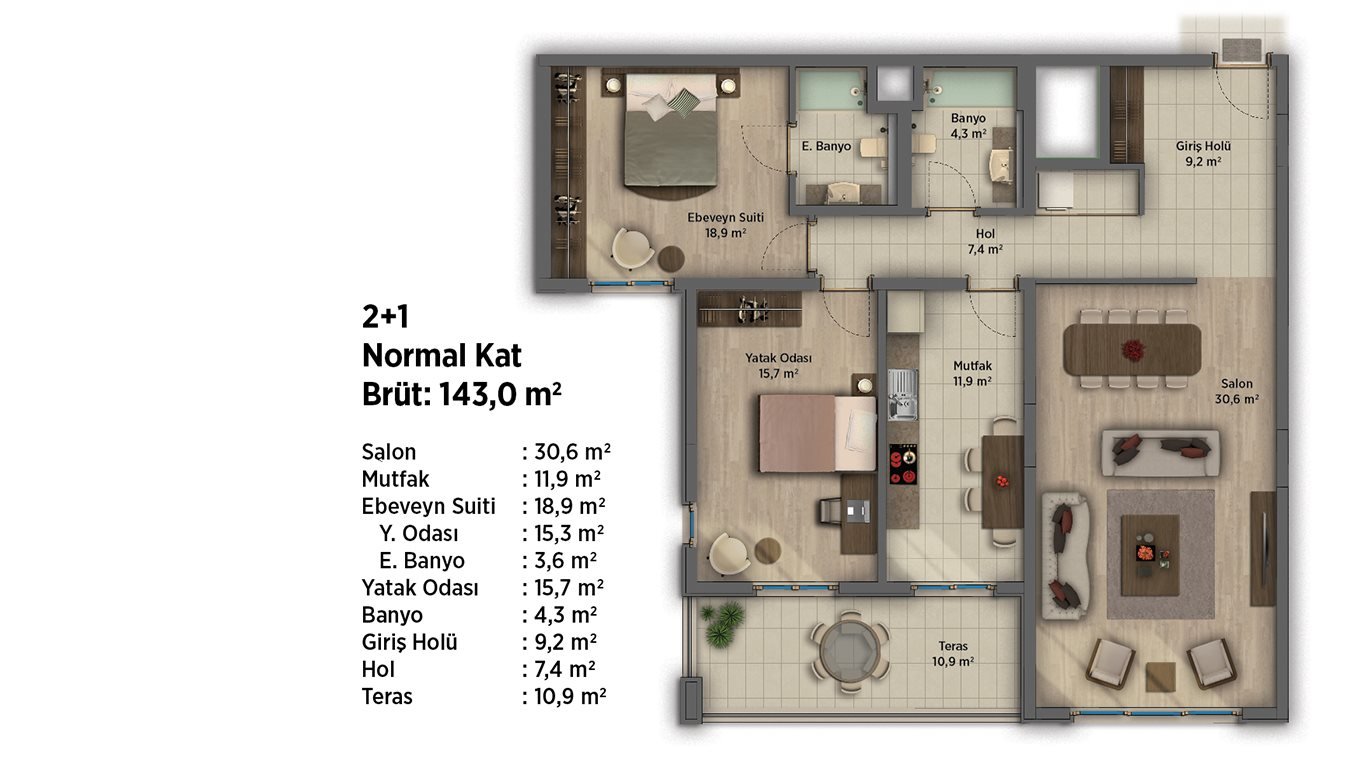 2+1
Normal Kat
Brüt: 143,0 m²
Salon : 30,6 m²
Mutfak : 11,9 m²
Ebeveyn Suiti : 18,9 m²
Y. Odası : 15,3 m²
E. Banyo : 3,6 m²
Yatak Odası : 15,7 m²
Banyo : 4,3 m²
Giriş Holü : 9,2 m²
Hol : 7,4 m²
Teras : 10,9 m²
Banyo
4,3 m²
E. Banyo
Giriş Holü
9,2 m²
Ebeveyn Suiti
18,9 m²
Hol
7,4 m²
Yatak Odası
15,7 m²
Mutfak
11,9 m²
Salon
30,6 m²
Teras
10,9 m²